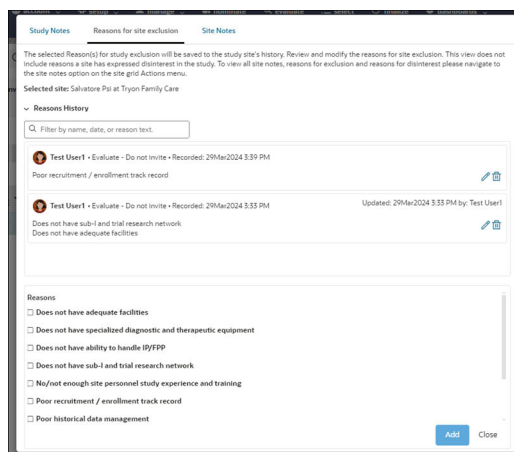 account
setup
manage
nominate
evaluate
select
finalize
dashboards
Study Notes
Reasons for site exclusion
Site Notes
The selected Reason(s) for study exclusion will be saved to the study site's history. Review and modify the reasons for site exclusion. This view does not
include reasons a site has expressed disinterest in the study. To view all site notes, reasons for exclusion and reasons for disinterest please navigate to
the site notes option on the site grid Actions menu.
Selected site: Salvatore Psi at Tryon Family Care
Reasons History
Filter by name, date, or reason text.
Test User1 • Evaluate - Do not invite • Recorded: 29Mar2024 3:39 PM
Poor recruitment / enrollment track record
Test User1 • Evaluate - Do not invite • Recorded: 29Mar2024 3:33 PM
Updated: 29Mar2024 3:33 PM by: Test User1
Does not have sub-I and trial research network
Does not have adequate facilities
Reasons
Does not have adequate facilities
Does not have specialized diagnostic and therapeutic equipment
Does not have ability to handle IP/FPP
Does not have sub-I and trial research network
No/not enough site personnel study experience and training
Poor recruitment / enrollment track record
Poor historical data management
Add
Close